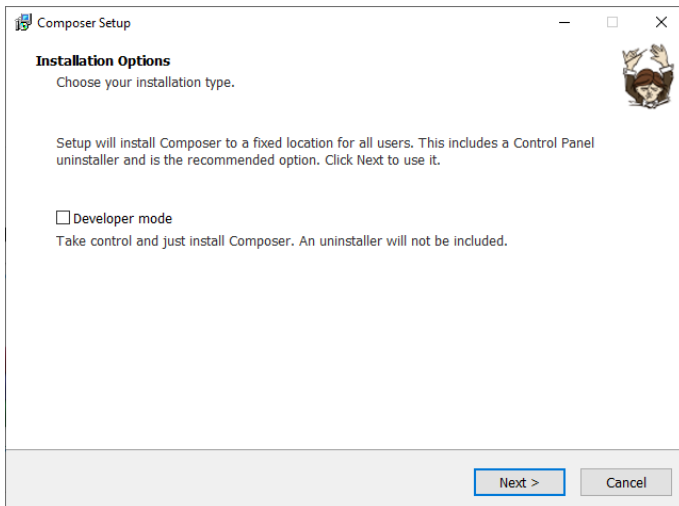 Composer Setup
Installation Options
Choose your installation type.
Setup will install Composer to a fixed location for all users. This includes a Control Panel
uninstaller and is the recommended option. Click Next to use it.
Developer mode
Take control and just install Composer. An uninstaller will not be included.
Next >
Cancel